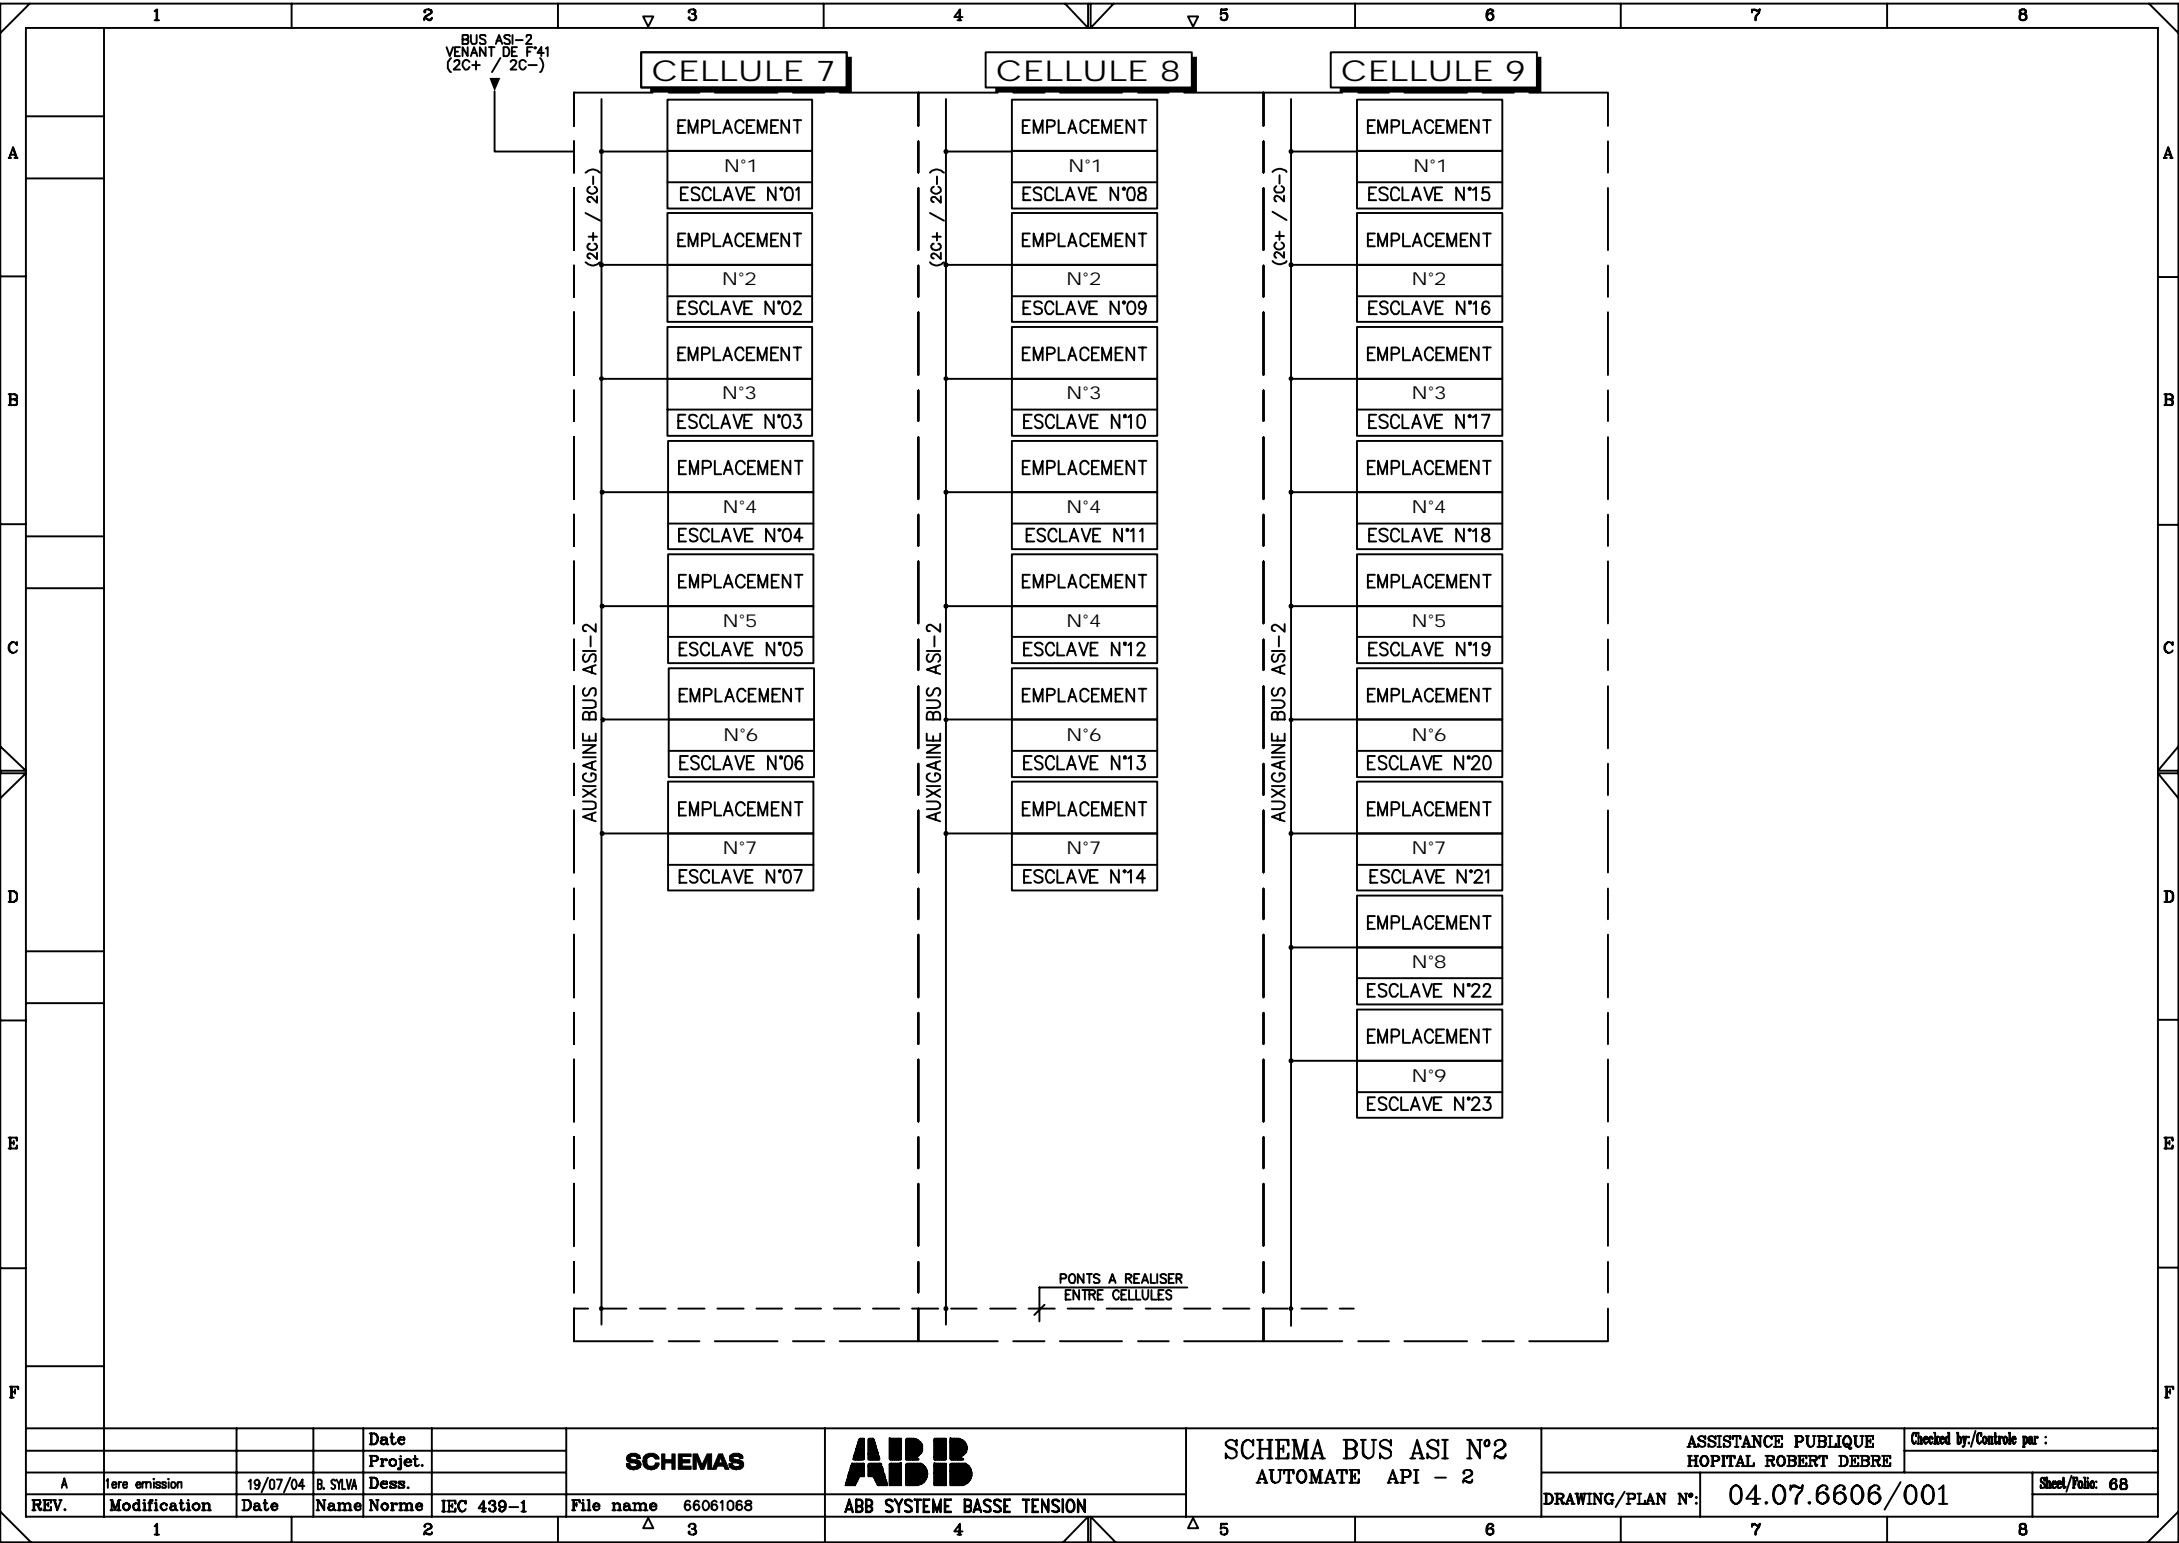 1 2 3 4 5 6 7 8
BUS ASI-2
VENANT DE F°41
(2C+ / 2C-)
CELLULE 7
EMPLACEMENT
N°1
ESCLAVE N°01
EMPLACEMENT
N°2
ESCLAVE N°02
EMPLACEMENT
N°3
ESCLAVE N°03
EMPLACEMENT
N°4
ESCLAVE N°04
EMPLACEMENT
N°5
ESCLAVE N°05
EMPLACEMENT
N°6
ESCLAVE N°06
EMPLACEMENT
N°7
ESCLAVE N°07
(2C+ / 2C-)
AUXIGAINE BUS ASI-2
CELLULE 8
EMPLACEMENT
N°1
ESCLAVE N°08
EMPLACEMENT
N°2
ESCLAVE N°09
EMPLACEMENT
N°3
ESCLAVE N°10
EMPLACEMENT
N°4
ESCLAVE N°11
EMPLACEMENT
N°4
ESCLAVE N°12
EMPLACEMENT
N°6
ESCLAVE N°13
EMPLACEMENT
N°7
ESCLAVE N°14
(2C+ / 2C-)
AUXIGAINE BUS ASI-2
CELLULE 9
EMPLACEMENT
N°1
ESCLAVE N°15
EMPLACEMENT
N°2
ESCLAVE N°16
EMPLACEMENT
N°3
ESCLAVE N°17
EMPLACEMENT
N°4
ESCLAVE N°18
EMPLACEMENT
N°5
ESCLAVE N°19
EMPLACEMENT
N°6
ESCLAVE N°20
EMPLACEMENT
N°7
ESCLAVE N°21
EMPLACEMENT
N°8
ESCLAVE N°22
EMPLACEMENT
N°9
ESCLAVE N°23
(2C+ / 2C-)
AUXIGAINE BUS ASI-2
PONTS A REALISER
ENTRE CELLULES
A A
B B
C C
D D
E E
F F
Date
Projet.
A 1ere emission 19/07/04 B. SYLVA Dess.
REV. Modification Date Name Norme IEC 439-1
SCHEMAS
File name 66061068
ABB
ABB SYSTEME BASSE TENSION
SCHEMA BUS ASI N°2
AUTOMATE API - 2
ASSISTANCE PUBLIQUE
HOPITAL ROBERT DEBRE
Checked by:/Controle par :
DRAWING/PLAN N°: 04.07.6606/001
Sheet/Folio: 68
1 2 3 4 5 6 7 8